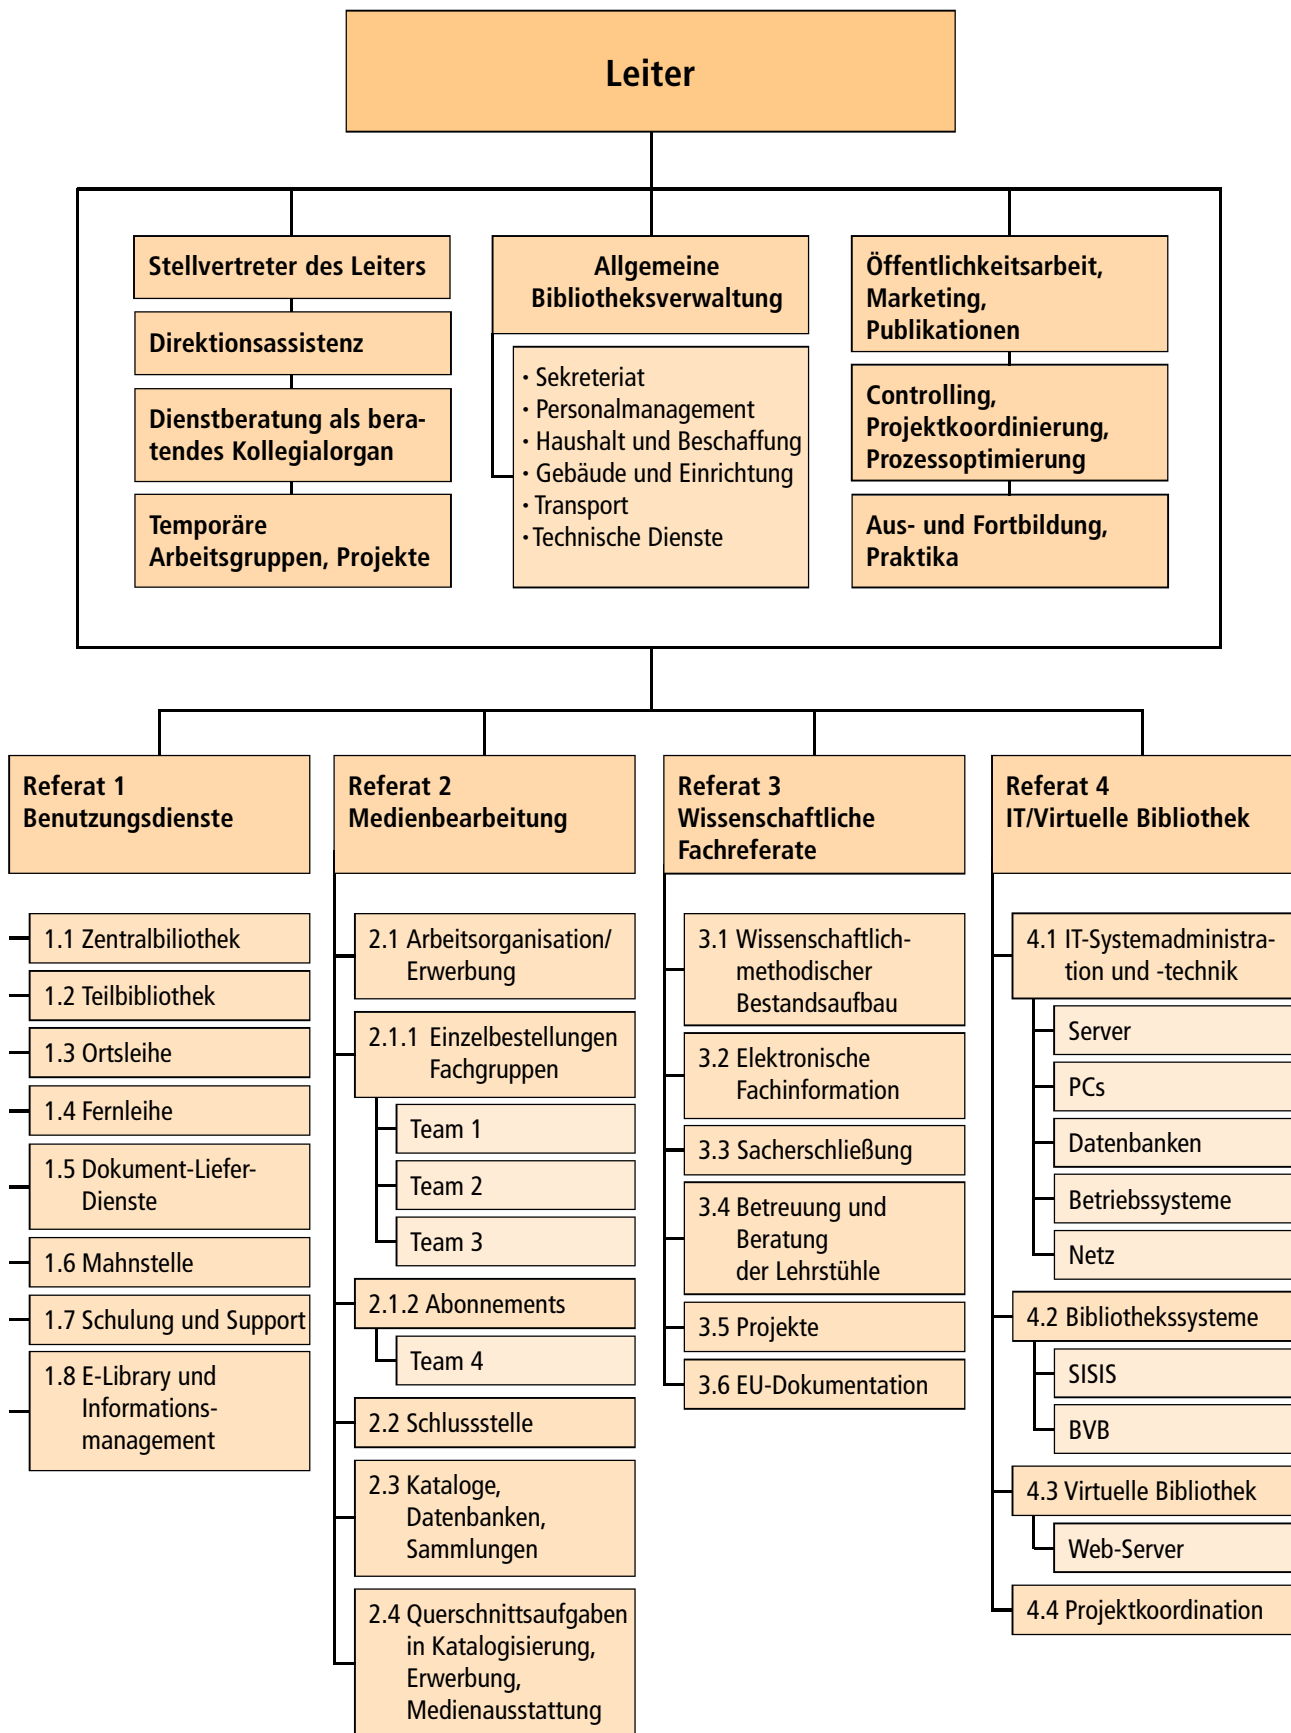 Leiter
Stellvertreter des Leiters
Direktionsassistenz
Dienstberatung als bera-
tendes Kollegialorgan
Temporäre
Arbeitsgruppen, Projekte
Allgemeine
Bibliotheksverwaltung
· Sekreteriat
· Personalmanagement
· Haushalt und Beschaffung
· Gebäude und Einrichtung
· Transport
· Technische Dienste
Öffentlichkeitsarbeit,
Marketing,
Publikationen
Controlling,
Projektkoordinierung,
Prozessoptimierung
Aus- und Fortbildung,
Praktika
Referat 1
Benutzungsdienste
1.1 Zentralbiliothek
1.2 Teilbibliothek
1.3 Ortsleihe
1.4 Fernleihe
1.5 Dokument-Liefer-
Dienste
1.6 Mahnstelle
1.7 Schulung und Support
1.8 E-Library und
Informations-
management
Referat 2
Medienbearbeitung
2.1 Arbeitsorganisation/
Erwerbung
2.1.1 Einzelbestellungen
Fachgruppen
Team 1
Team 2
Team 3
2.1.2 Abonnements
Team 4
2.2 Schlussstelle
2.3 Kataloge,
Datenbanken,
Sammlungen
2.4 Querschnittsaufgaben
in Katalogisierung,
Erwerbung,
Medienausstattung
Referat 3
Wissenschaftliche
Fachreferate
3.1 Wissenschaftlich-
methodischer
Bestandsaufbau
3.2 Elektronische
Fachinformation
3.3 Sacherschließung
3.4 Betreuung und
Beratung
der Lehrstühle
3.5 Projekte
3.6 EU-Dokumentation
Referat 4
IT/Virtuelle Bibliothek
4.1 IT-Systemadministra-
tion und -technik
Server
PCs
Datenbanken
Betriebssysteme
Netz
4.2 Bibliothekssysteme
SISIS
BVB
4.3 Virtuelle Bibliothek
Web-Server
4.4 Projektkoordination